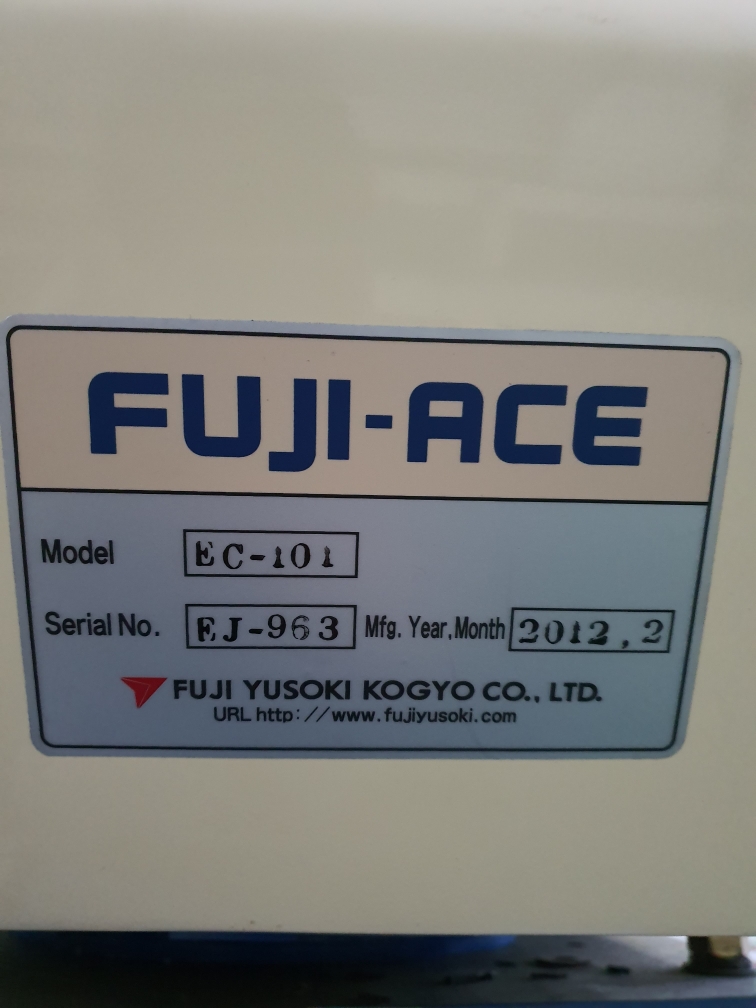 FUJI-ACE
Model EC-101
Serial No. EJ-963 Mfg. Year, Month 2012,2
FUJI YUSOKI KOGYO CO., LTD.
URL http://www.fujiyusoki.com